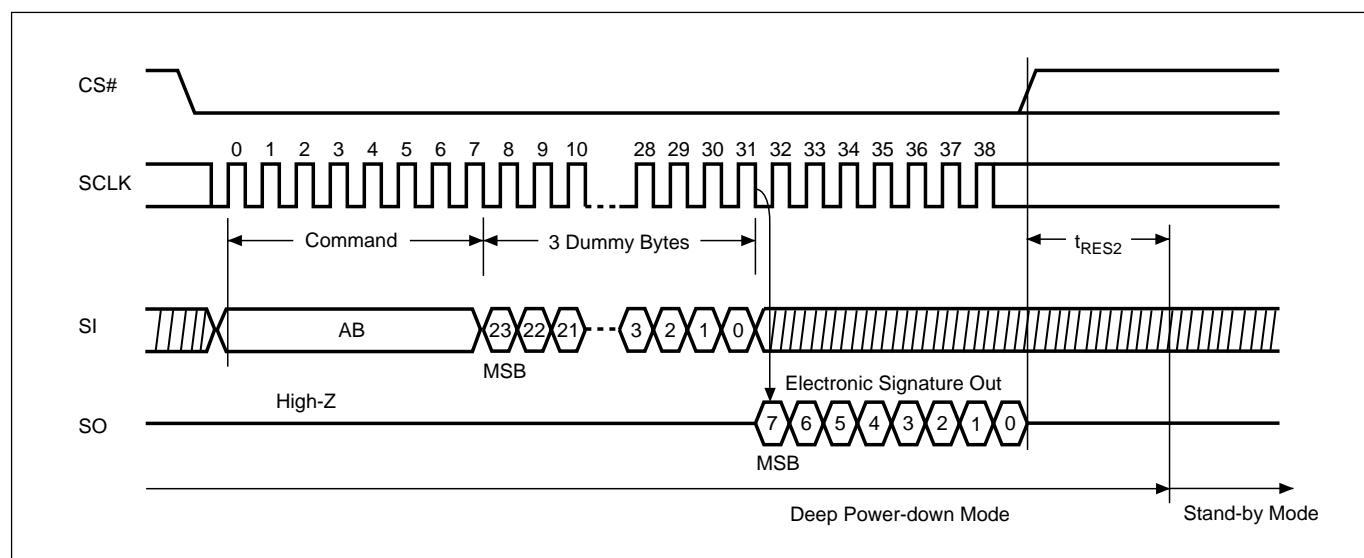 CS#
0 1 2 3 4 5 6 7 8 9 10 28 29 30 31 32 33 34 35 36 37 38
SCLK
Command 3 Dummy Bytes tRES2
SI AB 23 22 21 3 2 1 0
MSB
Electronic Signature Out
High-Z
SO 7 6 5 4 3 2 1 0
MSB
Deep Power-down Mode Stand-by Mode